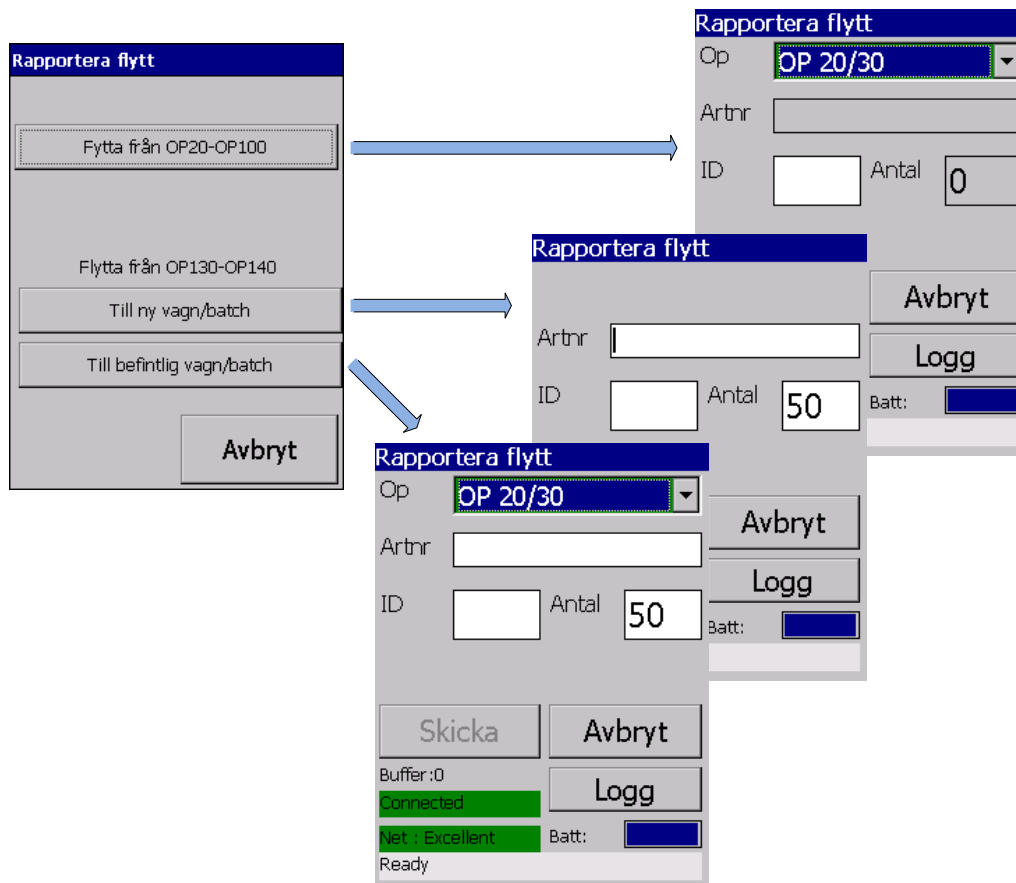 Rapportera flytt
Fytta från OP20-OP100
Flytta från OP130-OP140
Till ny vagn/batch
Till befintlig vagn/batch
Avbryt
Rapportera flytt
Op OP 20/30
Artnr
ID Antal 0
Avbryt
Logg
Batt:
Rapportera flytt
Artnr
ID Antal 50
Avbryt
Logg
Batt:
Rapportera flytt
Op OP 20/30
Artnr
ID Antal 50
Skicka Avbryt
Buffer:0
Connected Logg
Net : Excellent Batt:
Ready